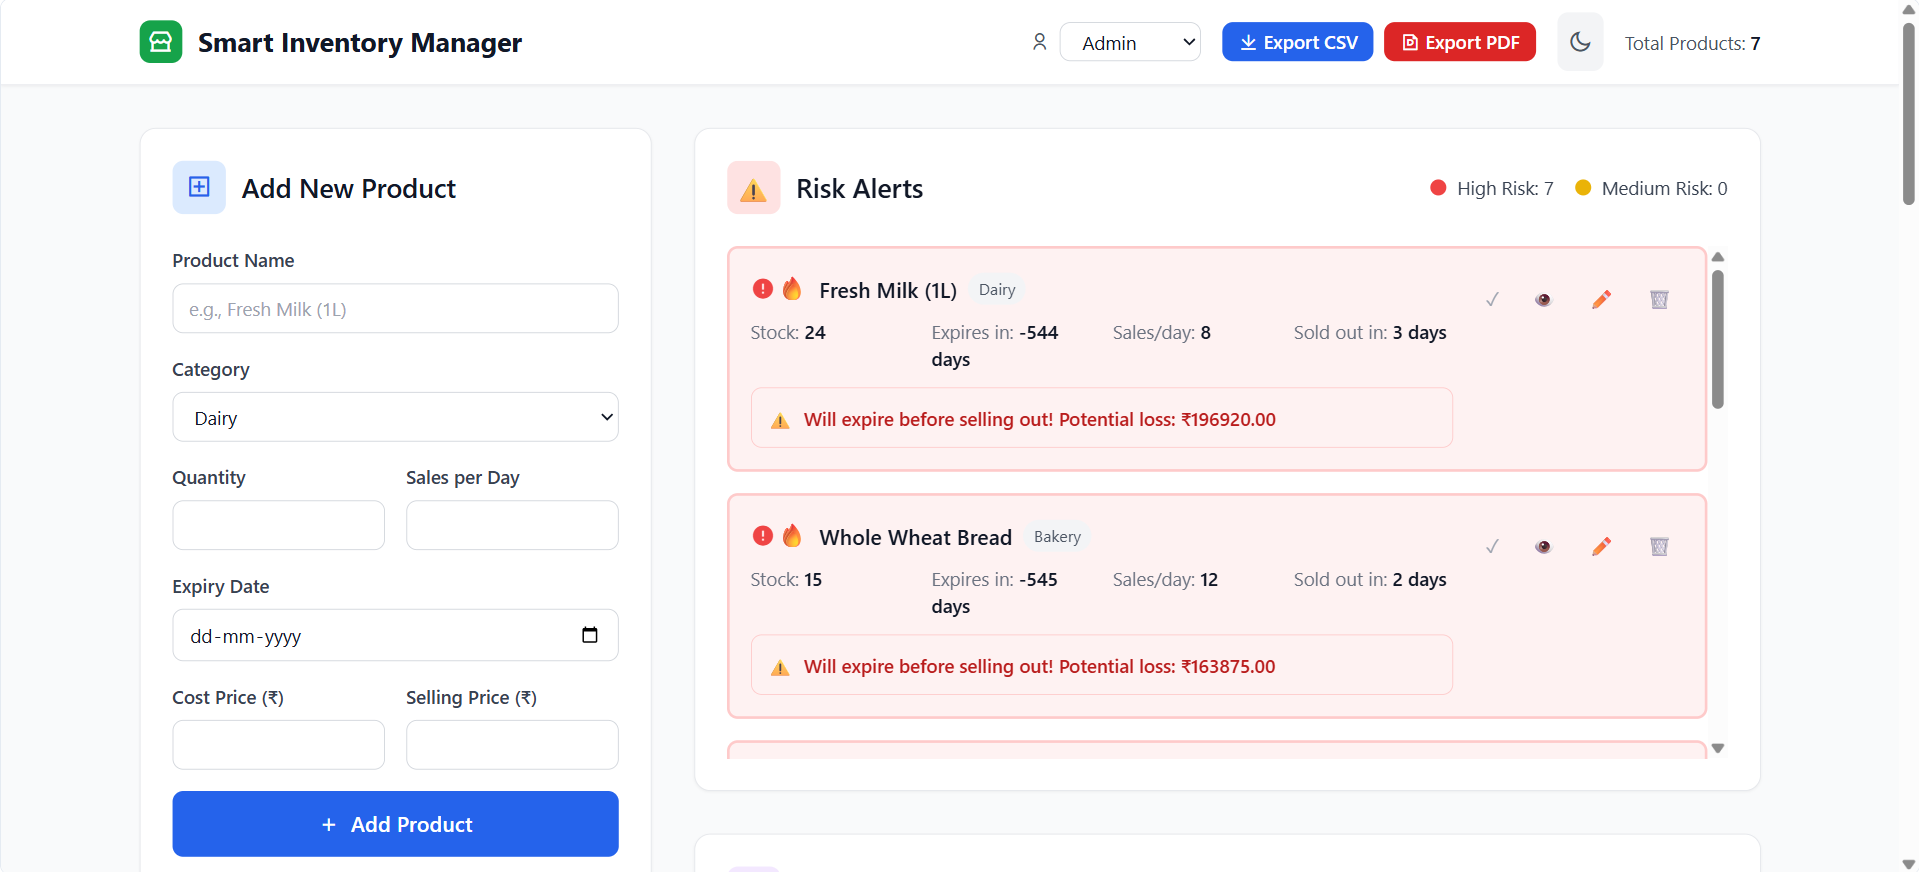 Smart Inventory Manager
Admin
Export CSV
Export PDF
Total Products: 7
Add New Product
Product Name
e.g., Fresh Milk (1L)
Category
Dairy
Quantity
Sales per Day
Expiry Date
dd-mm-yyyy
Cost Price (₹)
Selling Price (₹)
+ Add Product
Risk Alerts
High Risk: 7
Medium Risk: 0
Fresh Milk (1L)
Dairy
Stock: 24
Expires in: -544
days
Sales/day: 8
Sold out in: 3 days
Will expire before selling out! Potential loss: ₹196920.00
Whole Wheat Bread
Bakery
Stock: 15
Expires in: -545
days
Sales/day: 12
Sold out in: 2 days
Will expire before selling out! Potential loss: ₹163875.00